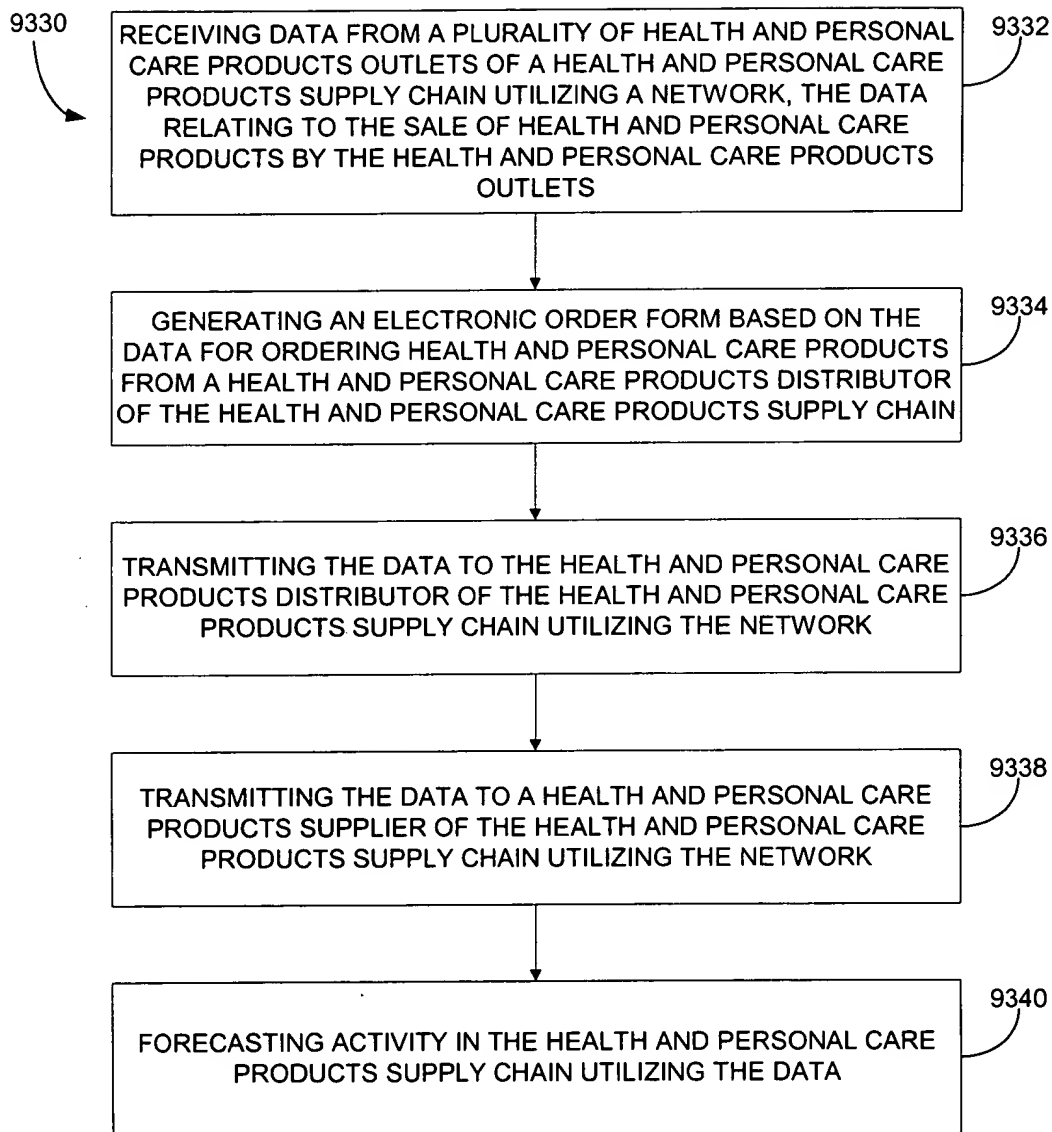 9330
RECEIVING DATA FROM A PLURALITY OF HEALTH AND PERSONAL
CARE PRODUCTS OUTLETS OF A HEALTH AND PERSONAL CARE
PRODUCTS SUPPLY CHAIN UTILIZING A NETWORK, THE DATA
RELATING TO THE SALE OF HEALTH AND PERSONAL CARE
PRODUCTS BY THE HEALTH AND PERSONAL CARE PRODUCTS
OUTLETS
9332
GENERATING AN ELECTRONIC ORDER FORM BASED ON THE
DATA FOR ORDERING HEALTH AND PERSONAL CARE PRODUCTS
FROM A HEALTH AND PERSONAL CARE PRODUCTS DISTRIBUTOR
OF THE HEALTH AND PERSONAL CARE PRODUCTS SUPPLY CHAIN
9334
TRANSMITTING THE DATA TO THE HEALTH AND PERSONAL CARE
PRODUCTS DISTRIBUTOR OF THE HEALTH AND PERSONAL CARE
PRODUCTS SUPPLY CHAIN UTILIZING THE NETWORK
9336
TRANSMITTING THE DATA TO A HEALTH AND PERSONAL CARE
PRODUCTS SUPPLIER OF THE HEALTH AND PERSONAL CARE
PRODUCTS SUPPLY CHAIN UTILIZING THE NETWORK
9338
FORECASTING ACTIVITY IN THE HEALTH AND PERSONAL CARE
PRODUCTS SUPPLY CHAIN UTILIZING THE DATA
9340